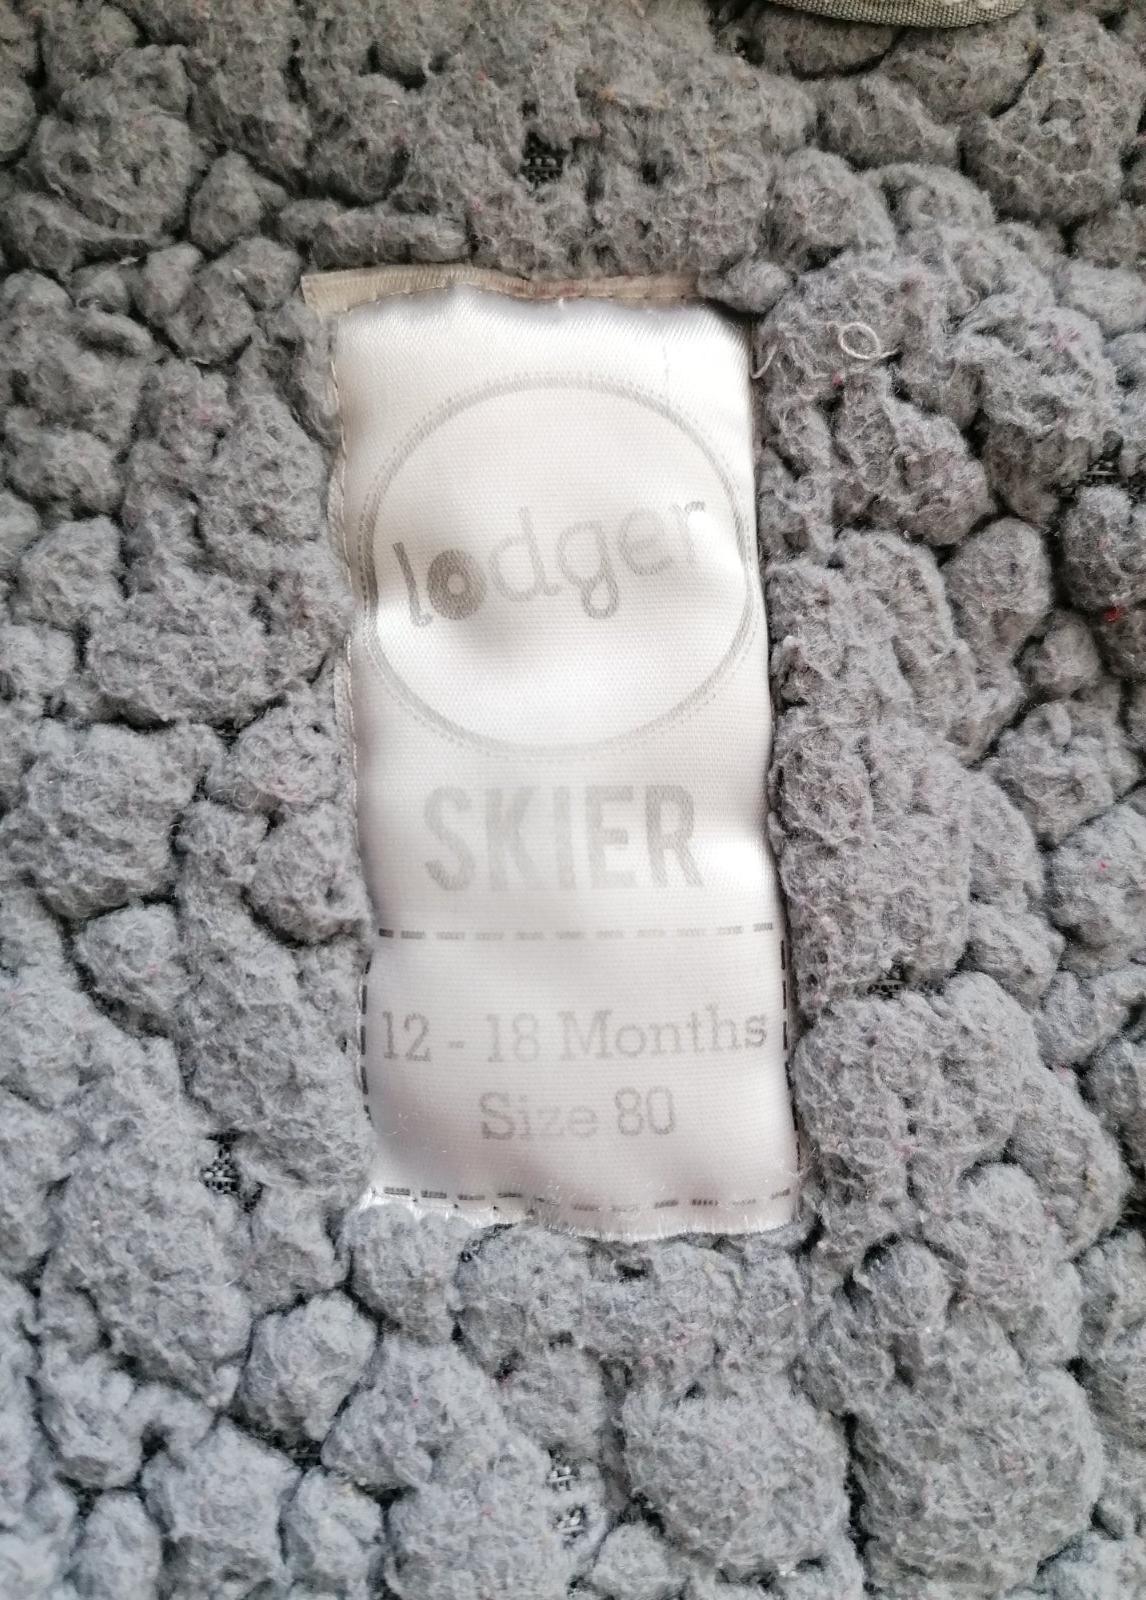 lodger
SKIER
12 - 18 Months
Size 80